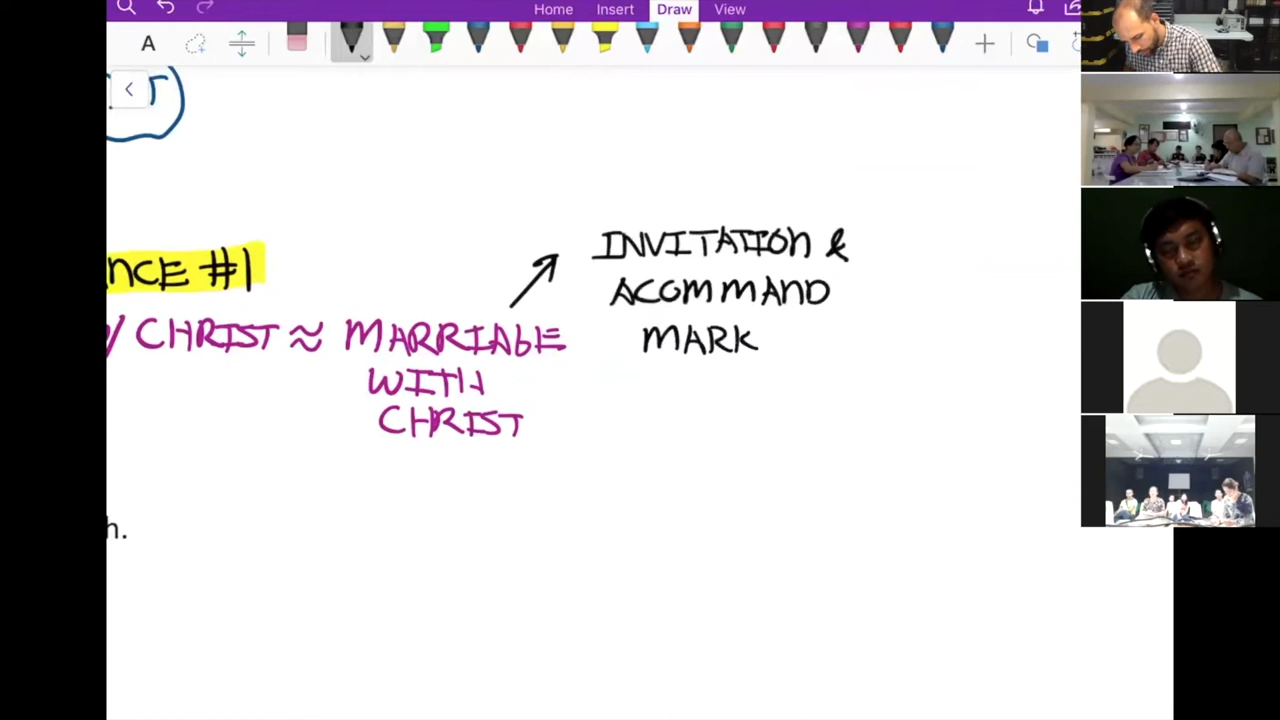 Home Insert Draw View
A
NCE #1
CHRIST ≈ MARRIAGE
WITH
CHRIST
INVITATION &
ACOMMAND
MARK
h.